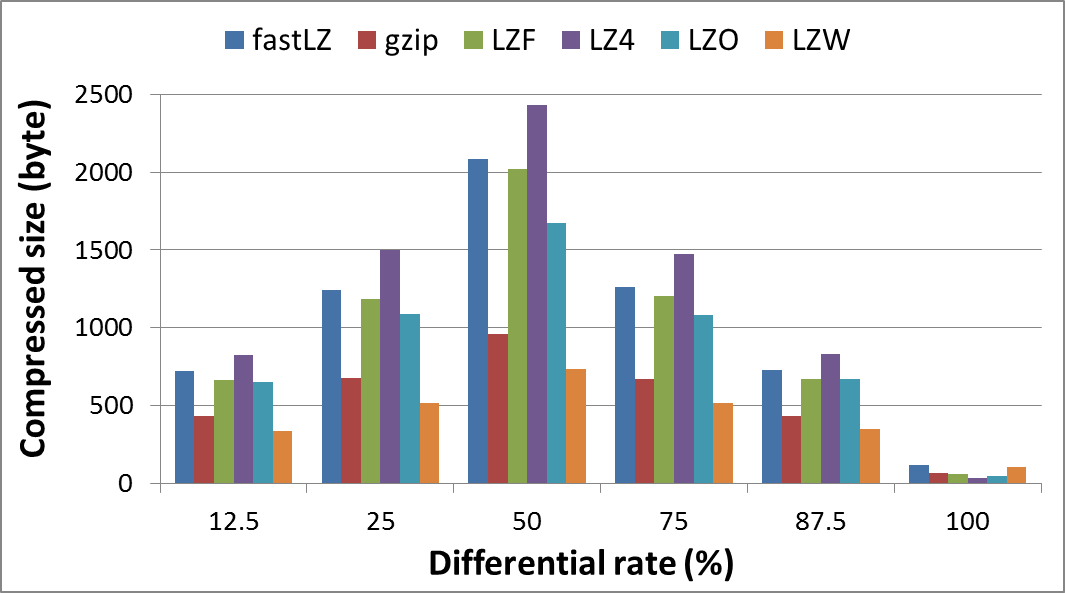 fastLZ gzip LZF LZ4 LZO LZW
Compressed size (byte)
2500
2000
1500
1000
500
0
12.5 25 50 75 87.5 100
Differential rate (%)